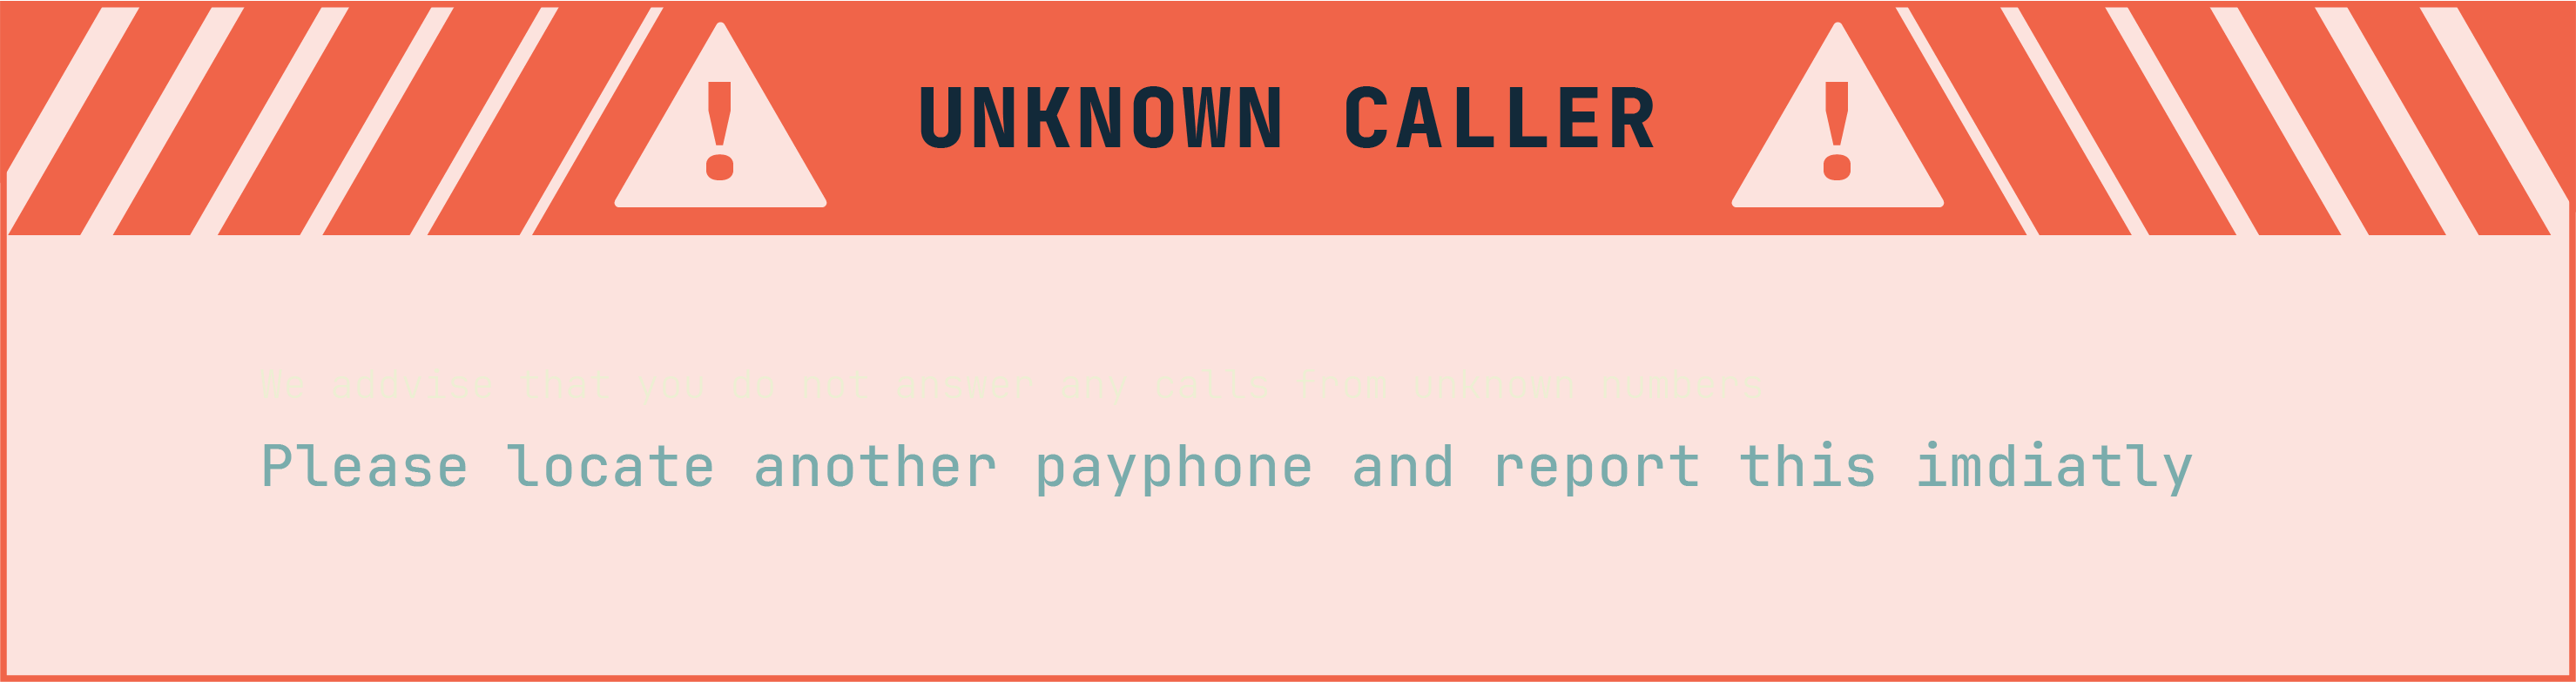 UNKNOWN CALLER
We addvise that you do not answer any calls from unknown numbers
Please locate another payphone and report this imdiatly